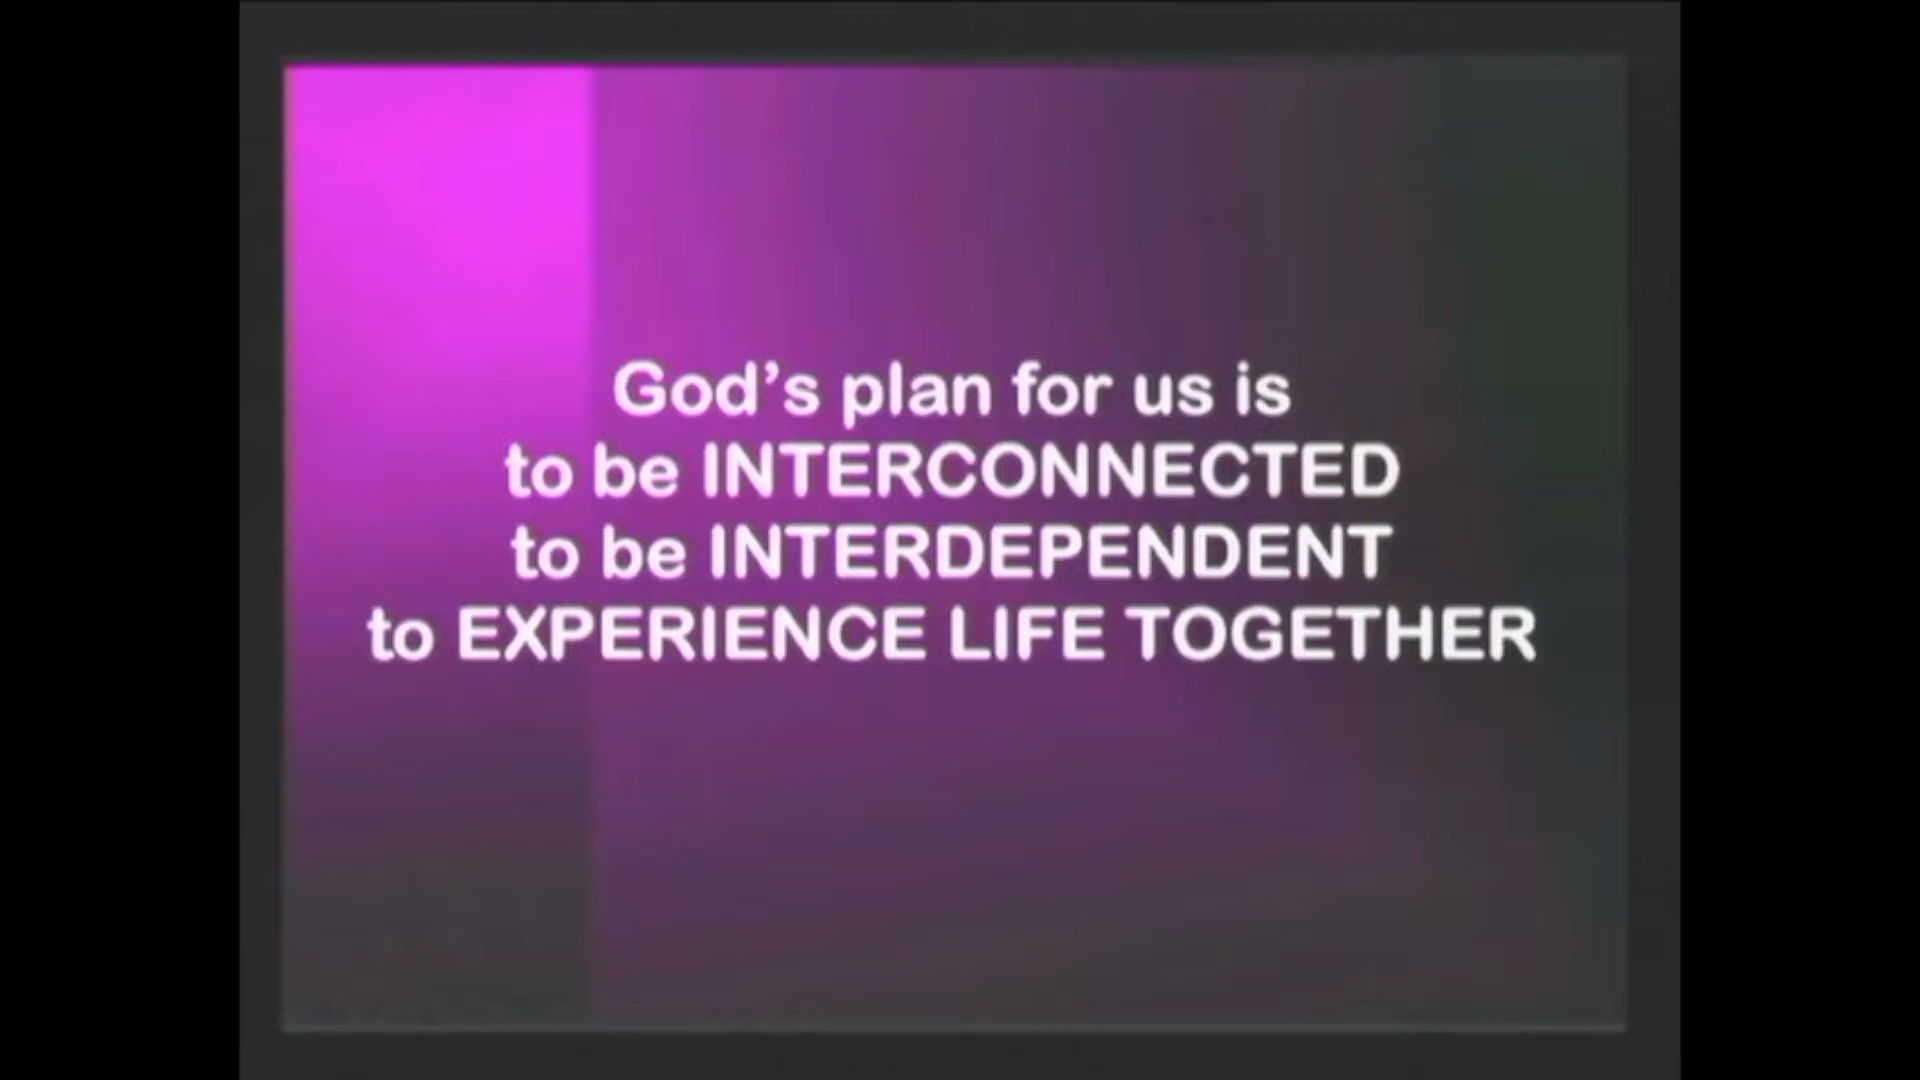 God’s plan for us is
to be INTERCONNECTED
to be INTERDEPENDENT
to EXPERIENCE LIFE TOGETHER